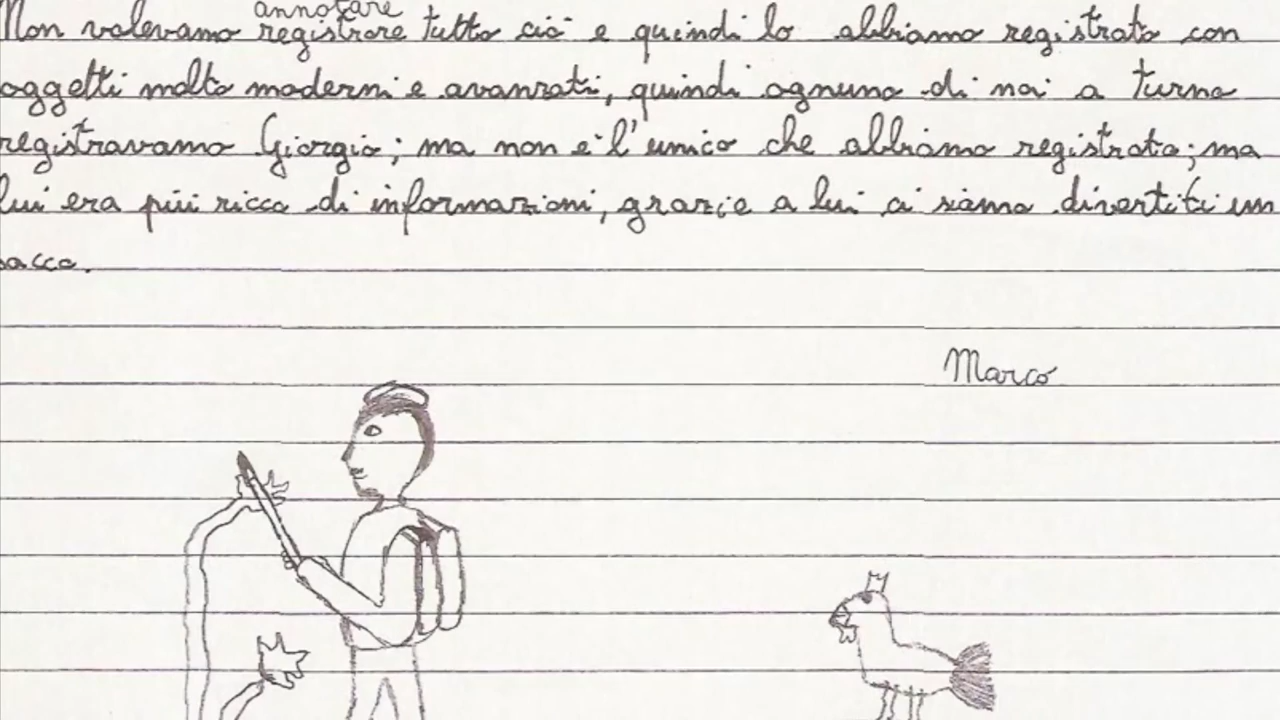 annotare
Non volevamo registrare tutto ciò e quindi lo abbiamo registrato con
oggetti molto moderni e avanzati, quindi ognuno di noi a turno
registravamo Giorgio; ma non è l'unico che abbiamo registrato; ma
lui era più ricco di informazioni, grazie a lui ci siamo divertiti un
sacco.
Marco